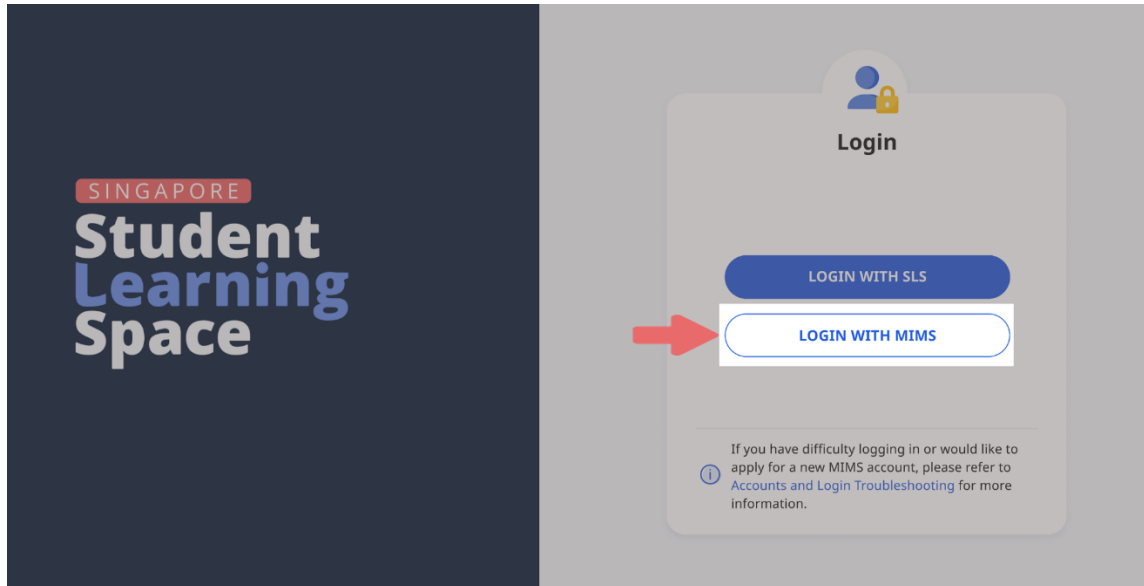 SINGAPORE
Student
Learning
Space
Login
LOGIN WITH SLS
LOGIN WITH MIMS
If you have difficulty logging in or would like to
apply for a new MIMS account, please refer to
Accounts and Login Troubleshooting for more
information.